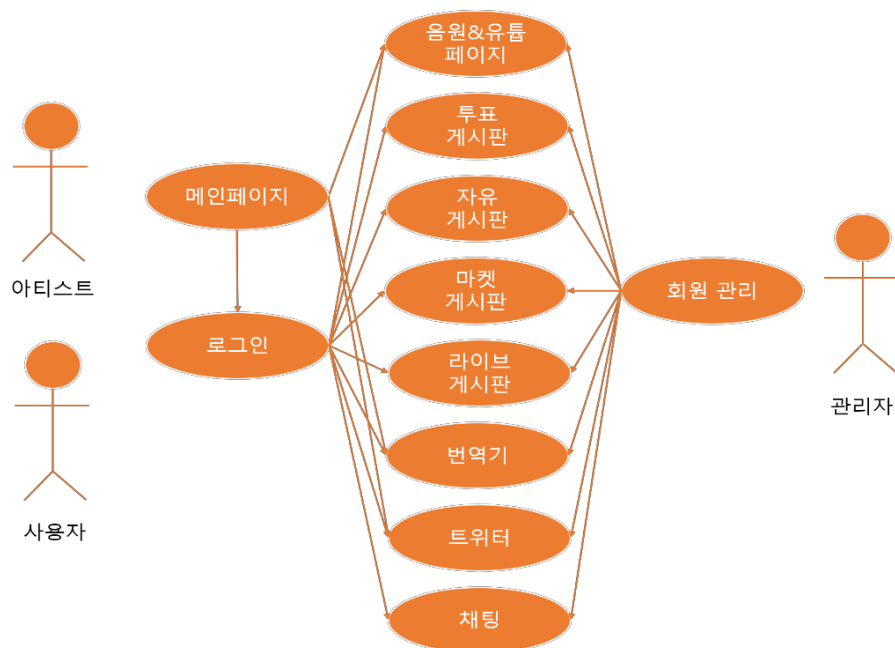 음원&유튭
페이지
투표
게시판
메인페이지
자유
게시판
아티스트
마켓
게시판
회원 관리
로그인
라이브
게시판
관리자
번역기
사용자
트위터
채팅